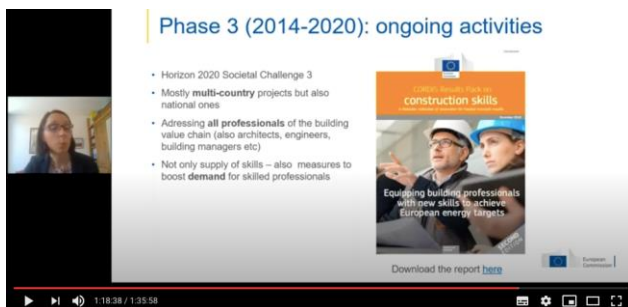 Phase 3 (2014-2020): ongoing activities
• Horizon 2020 Societal Challenge 3
• Mostly multi-country projects but also
national ones
• Adressing all professionals of the building
value chain (also architects, engineers,
building managers etc)
• Not only supply of skills – also measures to
boost demand for skilled professionals
CORDIS Results Pack on
construction skills
Equipping building professionals
with new skills to achieve
European energy targets
SECOND
EDITION
Download the report here
European
Commission
1:18:38 / 1:35:58